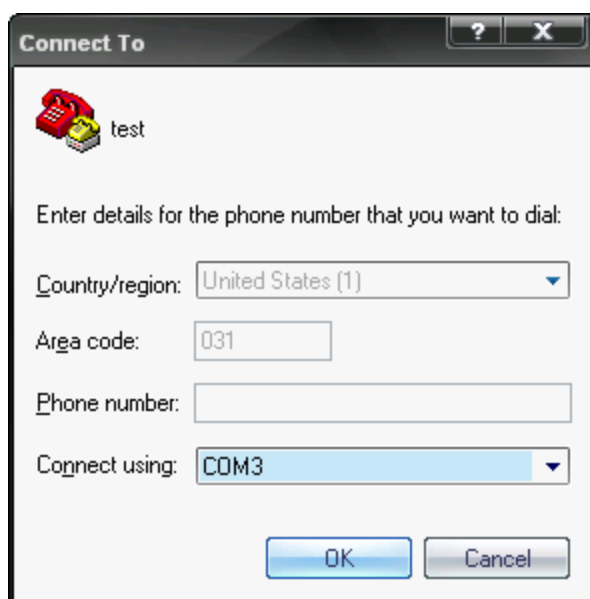 Connect To
?
X
test
Enter details for the phone number that you want to dial:
Country/region: United States (1)
Area code: 031
Phone number:
Connect using: COM3
OK Cancel